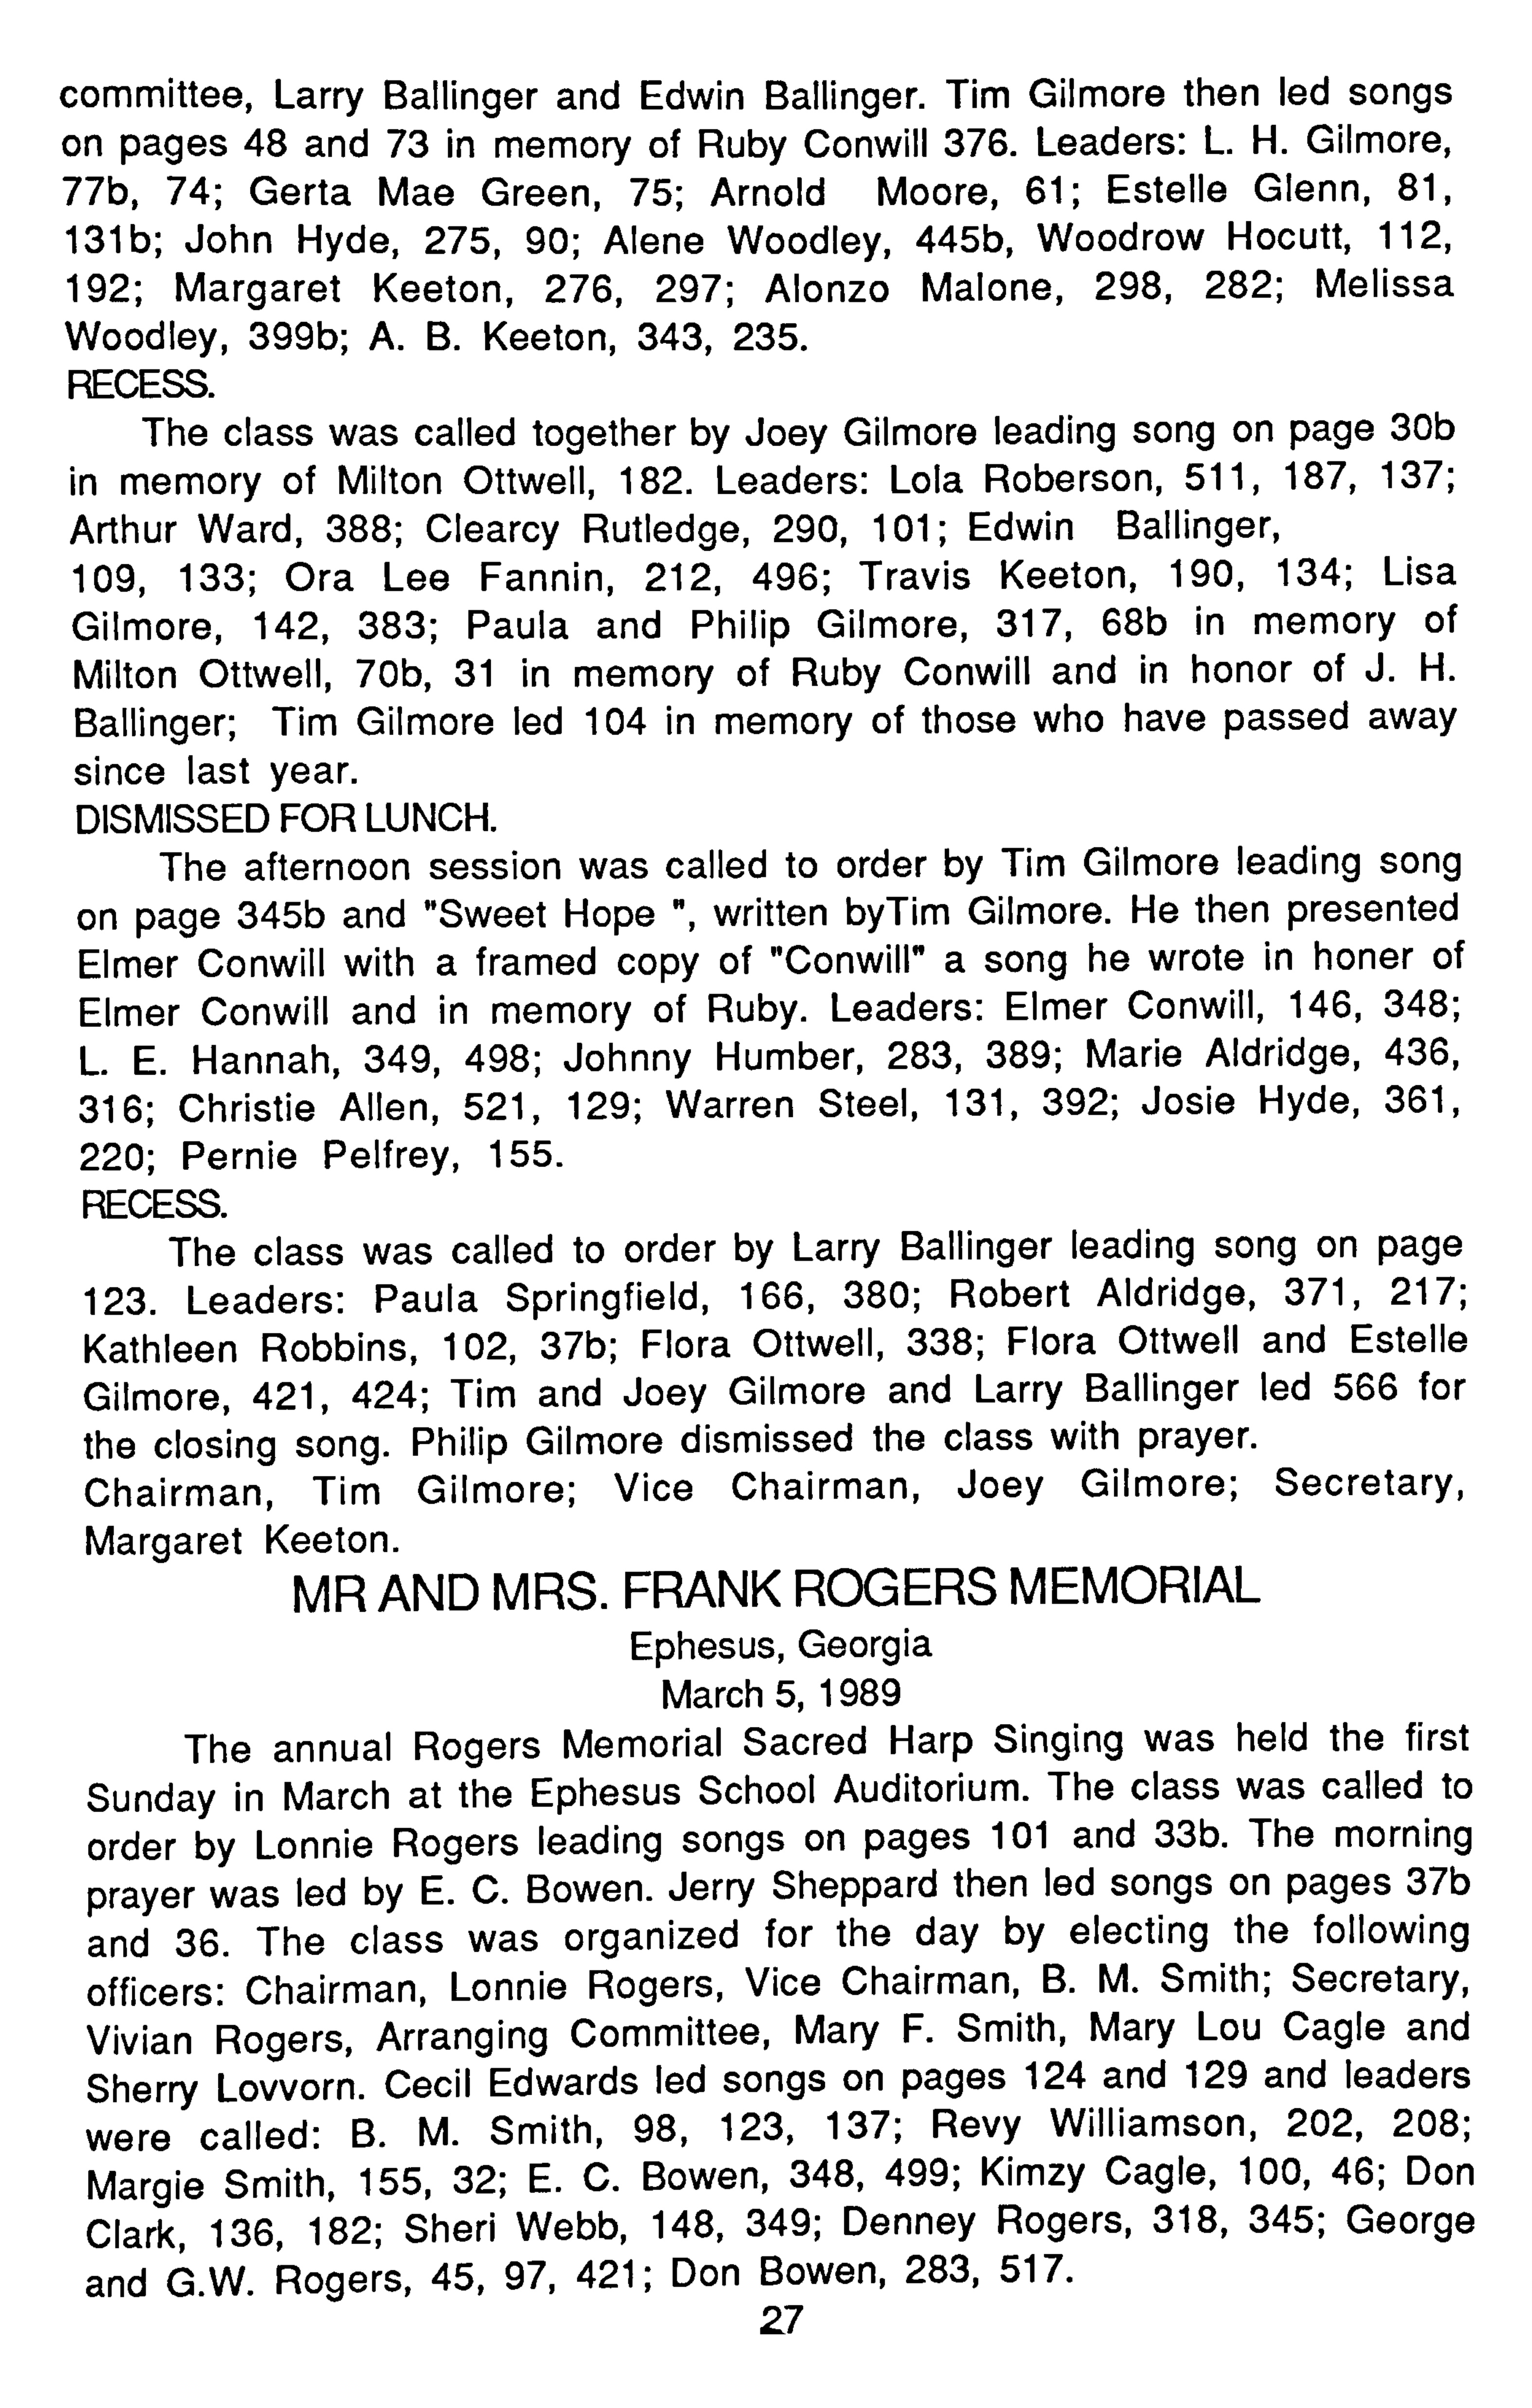 committee, Larry Ballinger and Edwin Ballinger. Tim Gilmore then led songs
on pages 48 and 73 in memory of Ruby Conwill 376. Leaders: L. H. Gilmore,
77b, 74; Gerta Mae Green, 75; Arnold Moore, 61; Estelle Glenn, 81,
131b; John Hyde, 275, 90; Alene Woodley, 445b, Woodrow Hocutt, 112,
192; Margaret Keeton, 276, 297; Alonzo Malone, 298, 282; Melissa
Woodley, 399b; A. B. Keeton, 343, 235.
RECESS.
The class was called together by Joey Gilmore leading song on page 30b
in memory of Milton Ottwell, 182. Leaders: Lola Roberson, 511, 187, 137;
Arthur Ward, 388; Clearcy Rutledge, 290, 101; Edwin Ballinger,
109, 133; Ora Lee Fannin, 212, 496; Travis Keeton, 190, 134; Lisa
Gilmore, 142, 383; Paula and Philip Gilmore, 317, 68b in memory of
Milton Ottwell, 70b, 31 in memory of Ruby Conwill and in honor of J. H.
Ballinger; Tim Gilmore led 104 in memory of those who have passed away
since last year.
DISMISSED FOR LUNCH.
The afternoon session was called to order by Tim Gilmore leading song
on page 345b and "Sweet Hope ", written byTim Gilmore. He then presented
Elmer Conwill with a framed copy of "Conwill" a song he wrote in honer of
Elmer Conwill and in memory of Ruby. Leaders: Elmer Conwill, 146, 348;
L. E. Hannah, 349, 498; Johnny Humber, 283, 389; Marie Aldridge, 436,
316; Christie Allen, 521, 129; Warren Steel, 131, 392; Josie Hyde, 361,
220; Pernie Pelfrey, 155.
RECESS.
The class was called to order by Larry Ballinger leading song on page
123. Leaders: Paula Springfield, 166, 380; Robert Aldridge, 371, 217;
Kathleen Robbins, 102, 37b; Flora Ottwell, 338; Flora Ottwell and Estelle
Gilmore, 421, 424; Tim and Joey Gilmore and Larry Ballinger led 566 for
the closing song. Philip Gilmore dismissed the class with prayer.
Chairman, Tim Gilmore; Vice Chairman, Joey Gilmore; Secretary,
Margaret Keeton.
MR AND MRS. FRANK ROGERS MEMORIAL
Ephesus, Georgia
March 5, 1989
The annual Rogers Memorial Sacred Harp Singing was held the first
Sunday in March at the Ephesus School Auditorium. The class was called to
order by Lonnie Rogers leading songs on pages 101 and 33b. The morning
prayer was led by E. C. Bowen. Jerry Sheppard then led songs on pages 37b
and 36. The class was organized for the day by electing the following
officers: Chairman, Lonnie Rogers, Vice Chairman, B. M. Smith; Secretary,
Vivian Rogers, Arranging Committee, Mary F. Smith, Mary Lou Cagle and
Sherry Lovvorn. Cecil Edwards led songs on pages 124 and 129 and leaders
were called: B. M. Smith, 98, 123, 137; Revy Williamson, 202, 208;
Margie Smith, 155, 32; E. C. Bowen, 348, 499; Kimzy Cagle, 100, 46; Don
Clark, 136, 182; Sheri Webb, 148, 349; Denney Rogers, 318, 345; George
and G.W. Rogers, 45, 97, 421; Don Bowen, 283, 517.
27